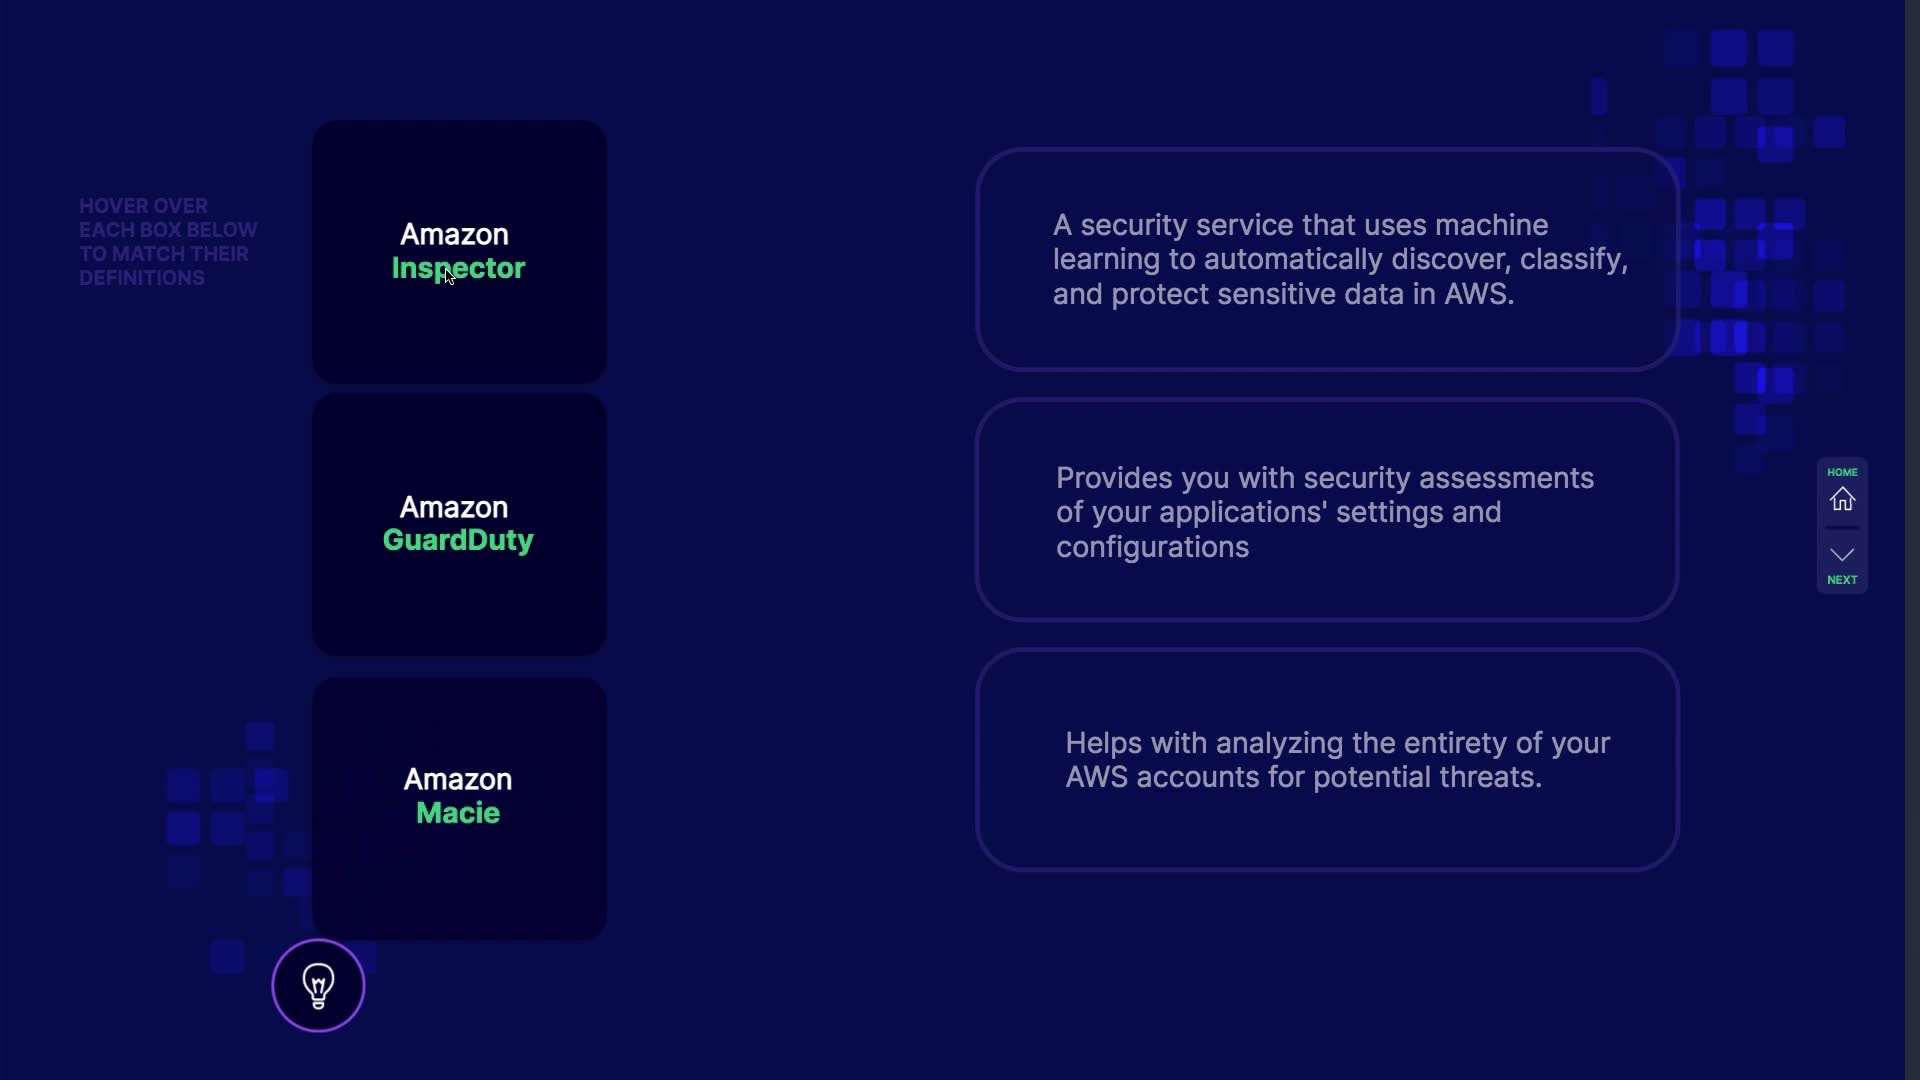 HOVER OVER
EACH BOX BELOW
TO MATCH THEIR
DEFINITIONS
Amazon
Inspector
Amazon
GuardDuty
Amazon
Macie
A security service that uses machine
learning to automatically discover, classify,
and protect sensitive data in AWS.
Provides you with security assessments
of your applications' settings and
configurations
Helps with analyzing the entirety of your
AWS accounts for potential threats.
HOME
NEXT